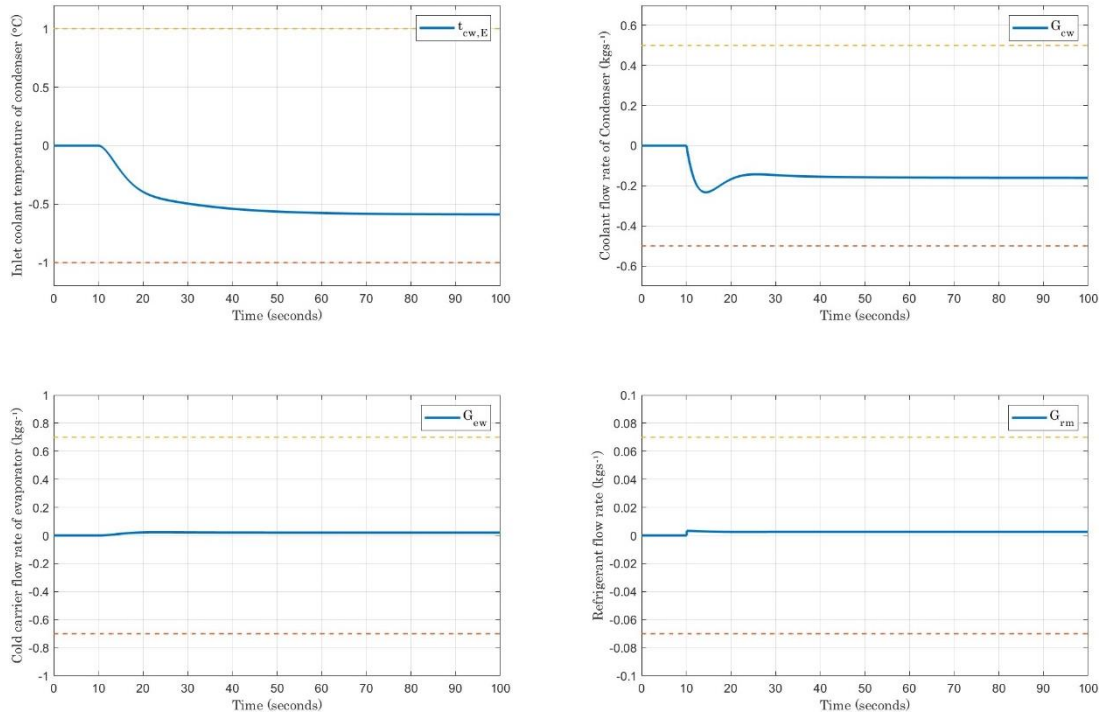 Inlet coolant temperature of condenser (ºC)
1
0.5
0
-0.5
-1
t cw,E
0 10 20 30 40 50 60 70 80 90 100
Time (seconds)
Coolant flow rate of Condenser (kgs-¹)
0.6
0.4
0.2
0
-0.2
-0.4
-0.6
G cw
0 10 20 30 40 50 60 70 80 90 100
Time (seconds)
Cold carrier flow rate of evaporator (kgs-¹)
1
0.8
0.6
0.4
0.2
0
-0.2
-0.4
-0.6
-0.8
-1
G ew
0 10 20 30 40 50 60 70 80 90 100
Time (seconds)
Refrigerant flow rate (kgs-¹)
0.1
0.08
0.06
0.04
0.02
0
-0.02
-0.04
-0.06
-0.08
-0.1
G rm
0 10 20 30 40 50 60 70 80 90 100
Time (seconds)